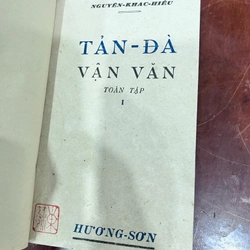 NGUYỄN-KHẮC-HIẾU
TẢN-ĐÀ
VẬN VĂN
TOÀN TẬP
I
HƯƠNG-SƠN